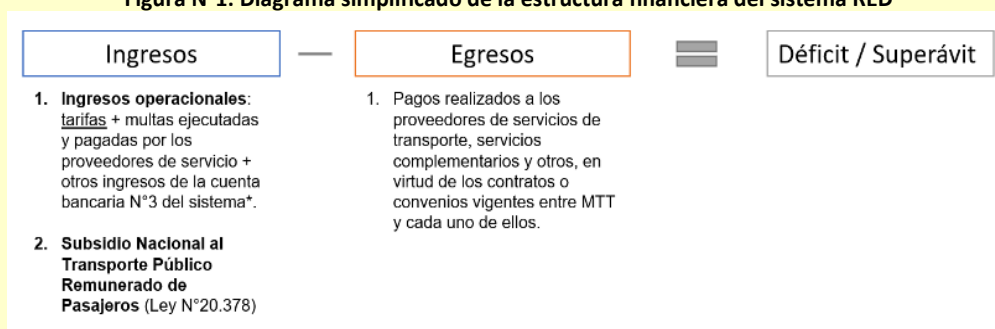 Figura N°1: Diagrama simplificado de la estructura financiera del sistema RED
Ingresos — Egresos = Déficit / Superávit
1. Ingresos operacionales:
tarifas + multas ejecutadas
y pagadas por los
proveedores de servicio +
otros ingresos de la cuenta
bancaria N°3 del sistema*.
2. Subsidio Nacional al
Transporte Público
Remunerado de
Pasajeros (Ley N°20.378)
1. Pagos realizados a los
proveedores de servicios de
transporte, servicios
complementarios y otros, en
virtud de los contratos o
convenios vigentes entre MTT
y cada uno de ellos.